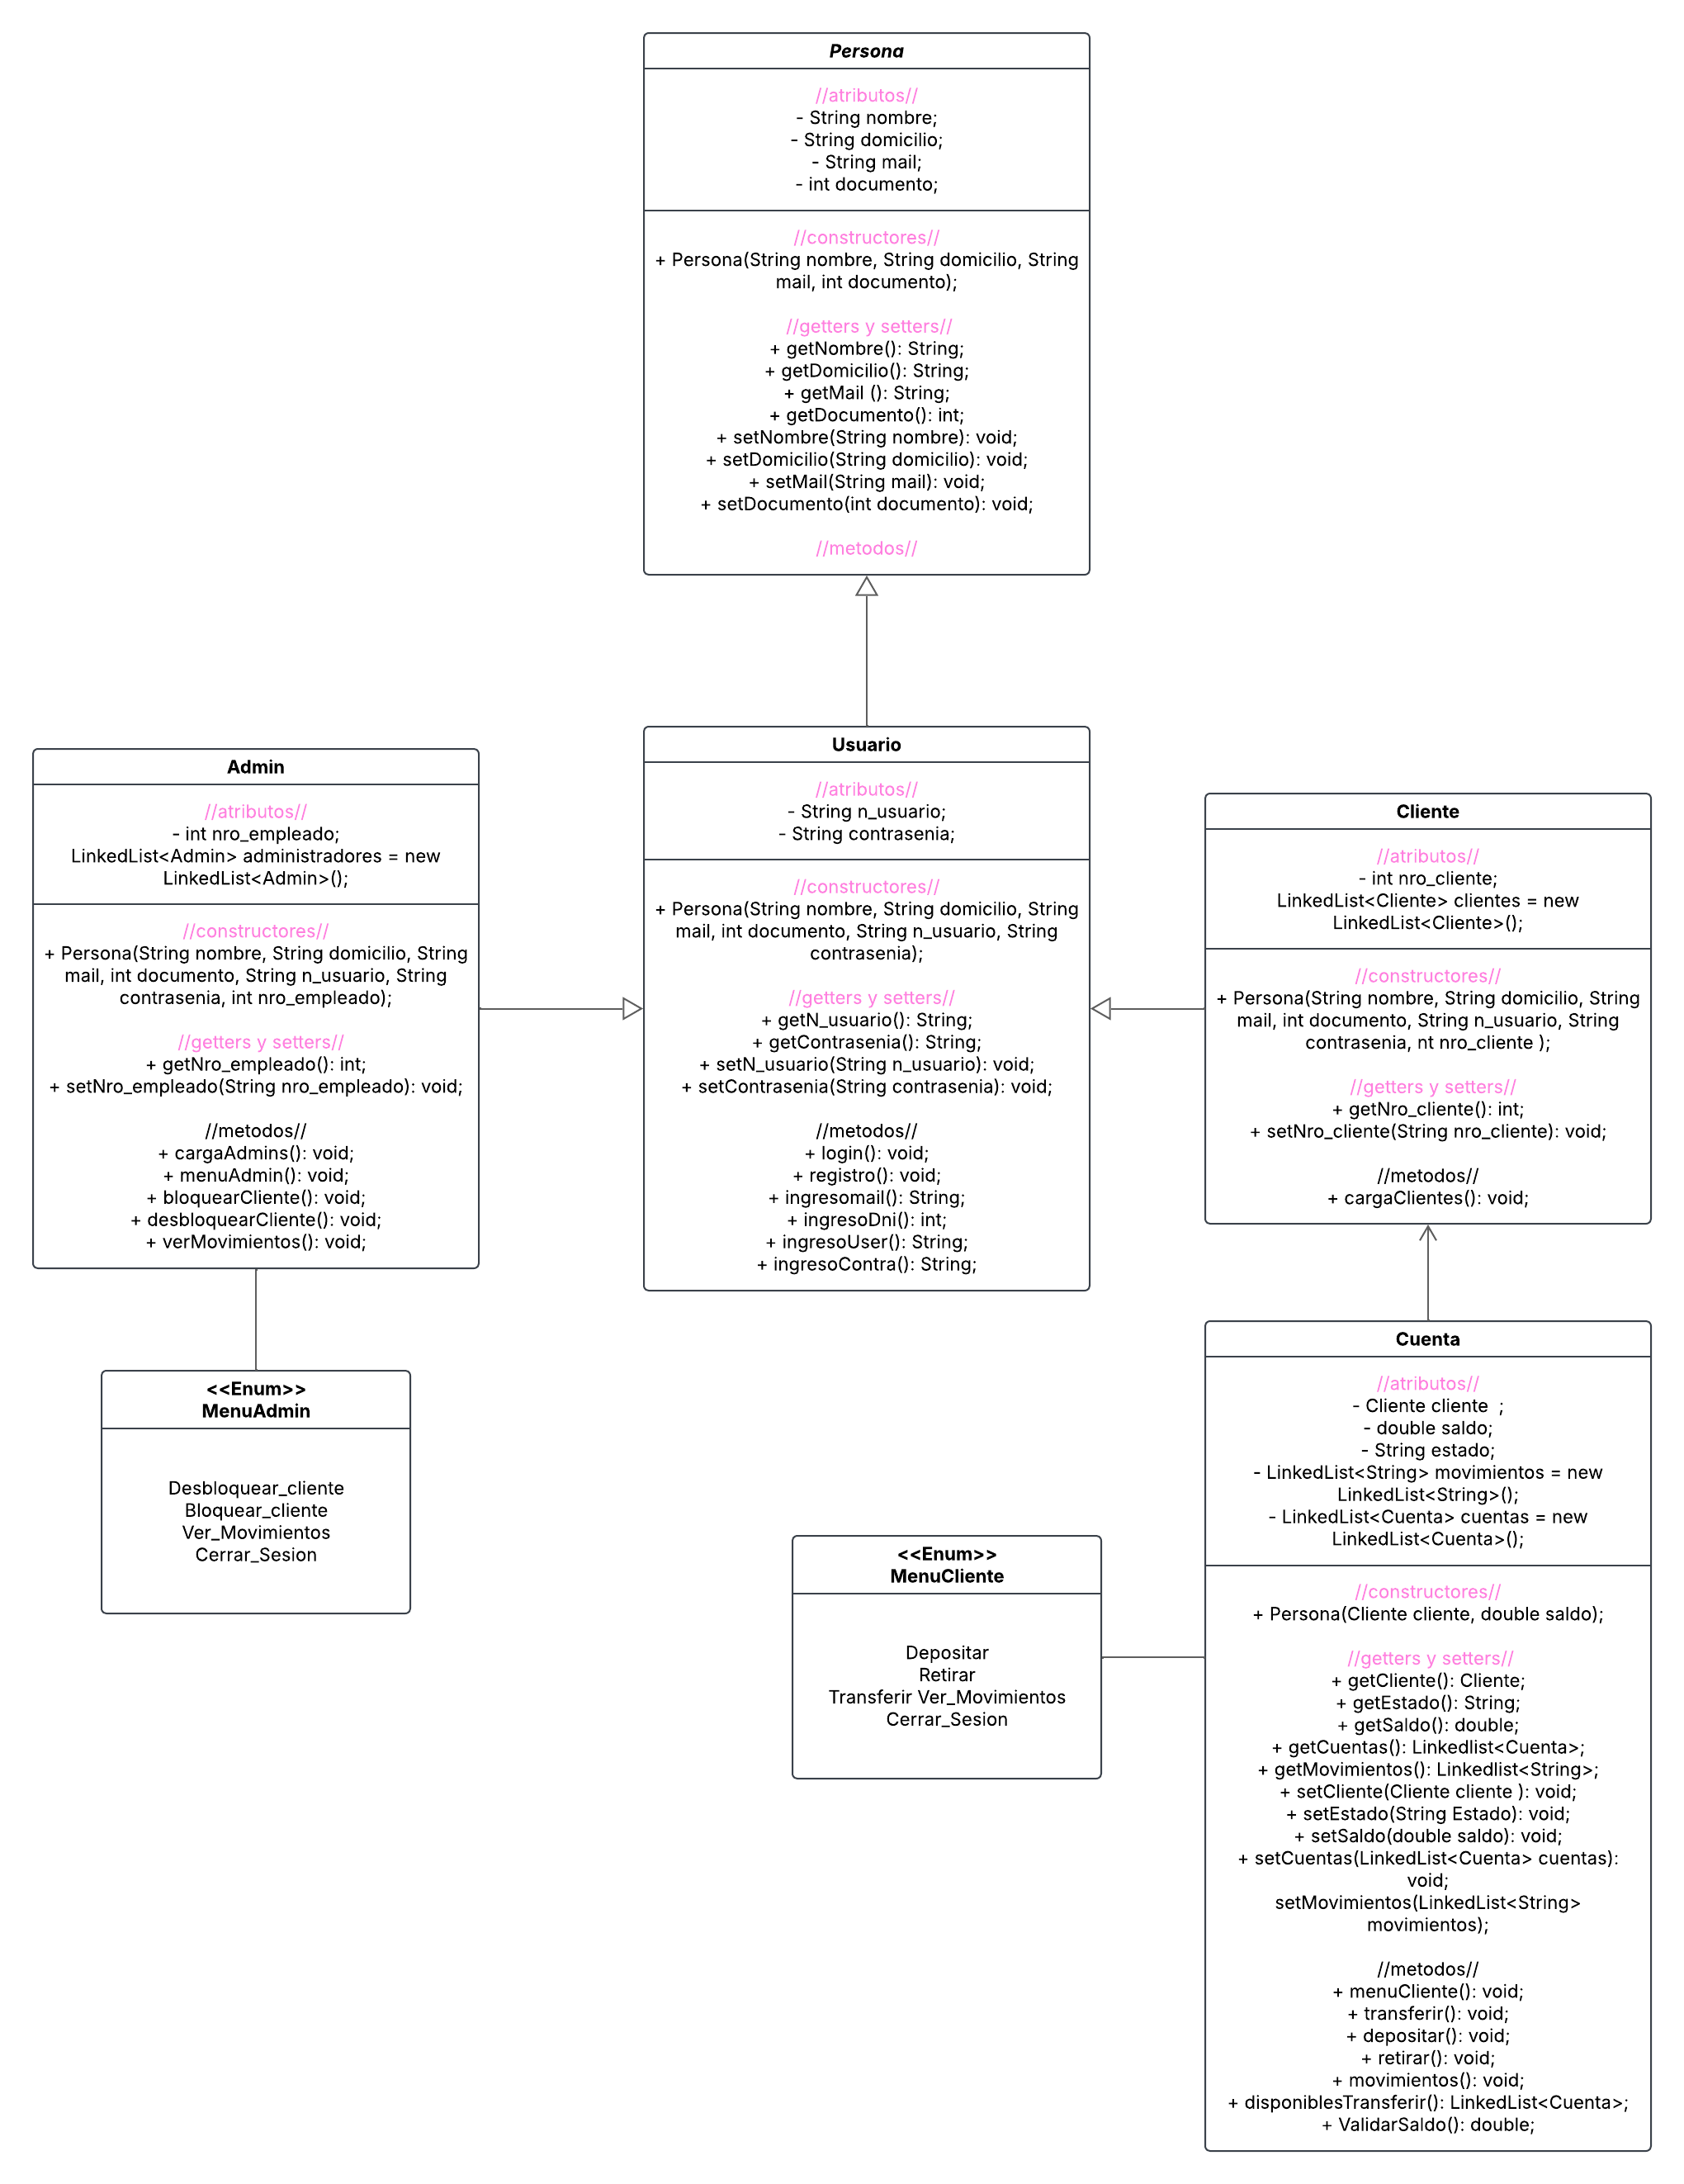 Persona
//atributos//
- String nombre;
- String domicilio;
- String mail;
- int documento;
//constructores//
+ Persona(String nombre, String domicilio, String
mail, int documento);
//getters y setters//
+ getNombre(): String;
+ getDomicilio(): String;
+ getMail (): String;
+ getDocumento(): int;
+ setNombre(String nombre): void;
+ setDomicilio(String domicilio): void;
+ setMail(String mail): void;
+ setDocumento(int documento): void;
//metodos//
Admin
//atributos//
- int nro_empleado;
LinkedList<Admin> administradores = new
LinkedList<Admin>();
//constructores//
+ Persona(String nombre, String domicilio, String
mail, int documento, String n_usuario, String
contrasenia, int nro_empleado);
//getters y setters//
+ getNro_empleado(): int;
+ setNro_empleado(String nro_empleado): void;
//metodos//
+ cargaAdmins(): void;
+ menuAdmin(): void;
+ bloquearCliente(): void;
+ desbloquearCliente(): void;
+ verMovimientos(): void;
Usuario
//atributos//
- String n_usuario;
- String contrasenia;
//constructores//
+ Persona(String nombre, String domicilio, String
mail, int documento, String n_usuario, String
contrasenia);
//getters y setters//
+ getN_usuario(): String;
+ getContrasenia(): String;
+ setN_usuario(String n_usuario): void;
+ setContrasenia(String contrasenia): void;
//metodos//
+ login(): void;
+ registro(): void;
+ ingresomail(): String;
+ ingresoDni(): int;
+ ingresoUser(): String;
+ ingresoContra(): String;
Cliente
//atributos//
- int nro_cliente;
LinkedList<Cliente> clientes = new
LinkedList<Cliente>();
//constructores//
+ Persona(String nombre, String domicilio, String
mail, int documento, String n_usuario, String
contrasenia, nt nro_cliente );
//getters y setters//
+ getNro_cliente(): int;
+ setNro_cliente(String nro_cliente): void;
//metodos//
+ cargaClientes(): void;
<<Enum>>
MenuAdmin
Desbloquear_cliente
Bloquear_cliente
Ver_Movimientos
Cerrar_Sesion
<<Enum>>
MenuCliente
Depositar
Retirar
Transferir Ver_Movimientos
Cerrar_Sesion
Cuenta
//atributos//
- Cliente cliente  ;
- double saldo;
- String estado;
- LinkedList<String> movimientos = new
LinkedList<String>();
- LinkedList<Cuenta> cuentas = new
LinkedList<Cuenta>();
//constructores//
+ Persona(Cliente cliente, double saldo);
//getters y setters//
+ getCliente(): Cliente;
+ getEstado(): String;
+ getSaldo(): double;
+ getCuentas(): Linkedlist<Cuenta>;
+ getMovimientos(): Linkedlist<String>;
+ setCliente(Cliente cliente ): void;
+ setEstado(String Estado): void;
+ setSaldo(double saldo): void;
+ setCuentas(LinkedList<Cuenta> cuentas):
void;
setMovimientos(LinkedList<String>
movimientos);
//metodos//
+ menuCliente(): void;
+ transferir(): void;
+ depositar(): void;
+ retirar(): void;
+ movimientos(): void;
+ disponiblesTransferir(): LinkedList<Cuenta>;
+ ValidarSaldo(): double;